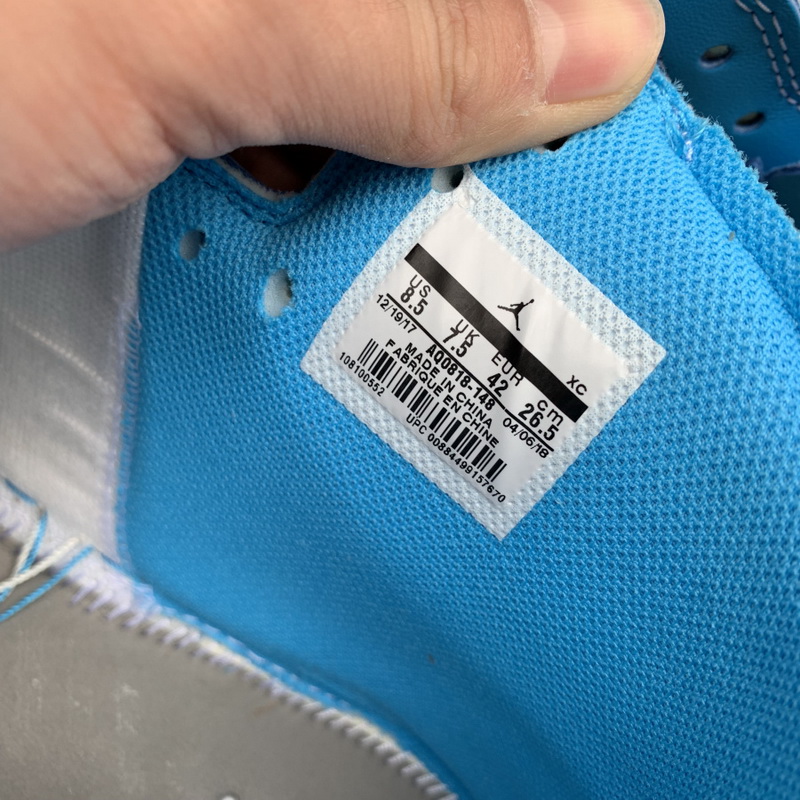 XC
US UK EUR cm
8.5 7.5 42 26.5
12/19/17 AQ0818-148 04/06/18
MADE IN CHINA
FABRIQUE EN CHINE
108100552
UPC 00884499157670